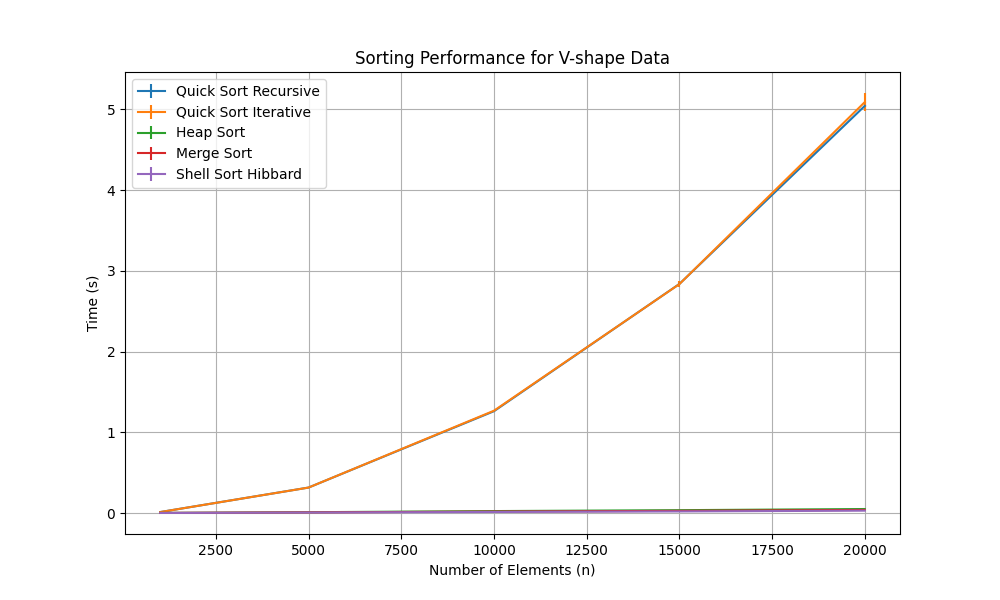 Sorting Performance for V-shape Data
Quick Sort Recursive
Quick Sort Iterative
Heap Sort
Merge Sort
Shell Sort Hibbard
5
4
3
2
1
0
Time (s)
2500 5000 7500 10000 12500 15000 17500 20000
Number of Elements (n)